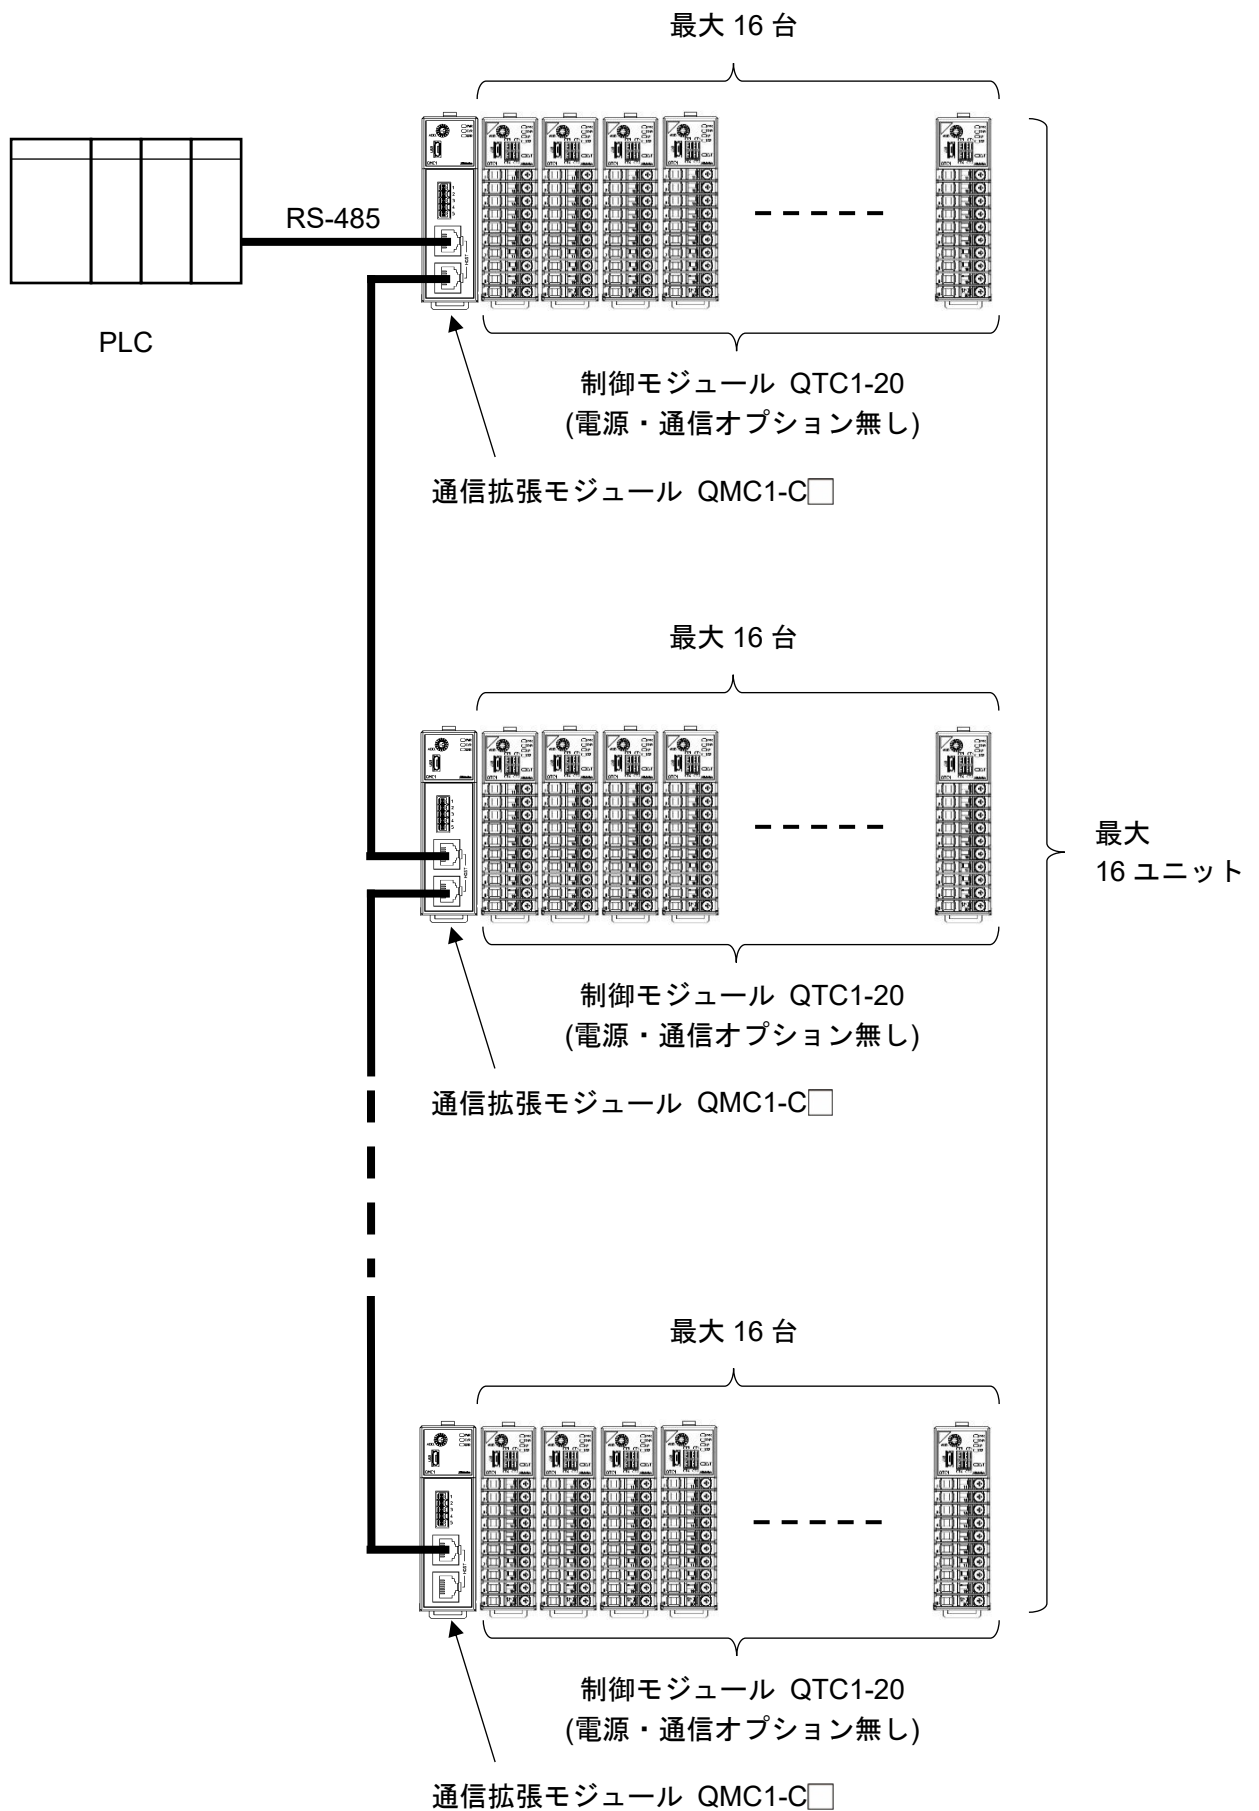 最大 16 台
RS-485
PLC
制御モジュール QTC1-20
(電源・通信オプション無し)
通信拡張モジュール QMC1-C□
最大 16 台
最大
16 ユニット
制御モジュール QTC1-20
(電源・通信オプション無し)
通信拡張モジュール QMC1-C□
最大 16 台
制御モジュール QTC1-20
(電源・通信オプション無し)
通信拡張モジュール QMC1-C□